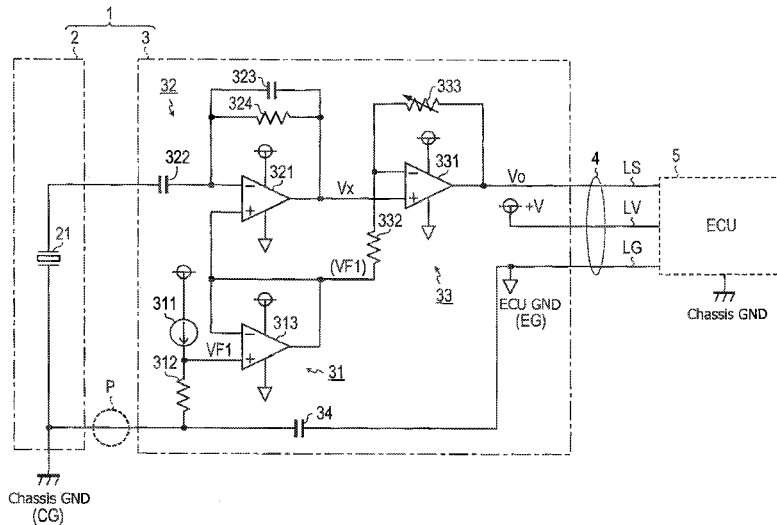 1
2
3
32
323
324
322
321
Vx
333
331
Vo
332
(VF1)
33
4
LS
LV
LG
+V
5
ECU
Chassis GND
ECU GND
(EG)
21
311
VF1
313
312
31
P
34
Chassis GND
(CG)